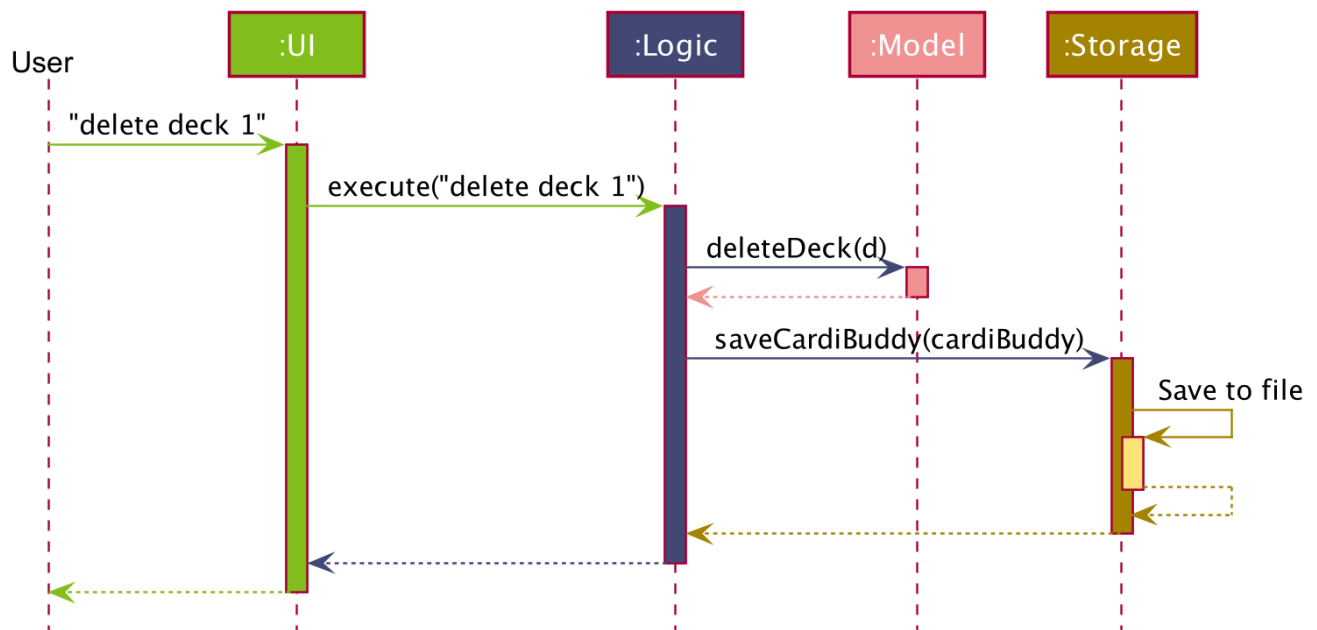 User
:UI
:Logic
:Model
:Storage
"delete deck 1"
execute("delete deck 1")
deleteDeck(d)
saveCardiBuddy(cardiBuddy)
Save to file